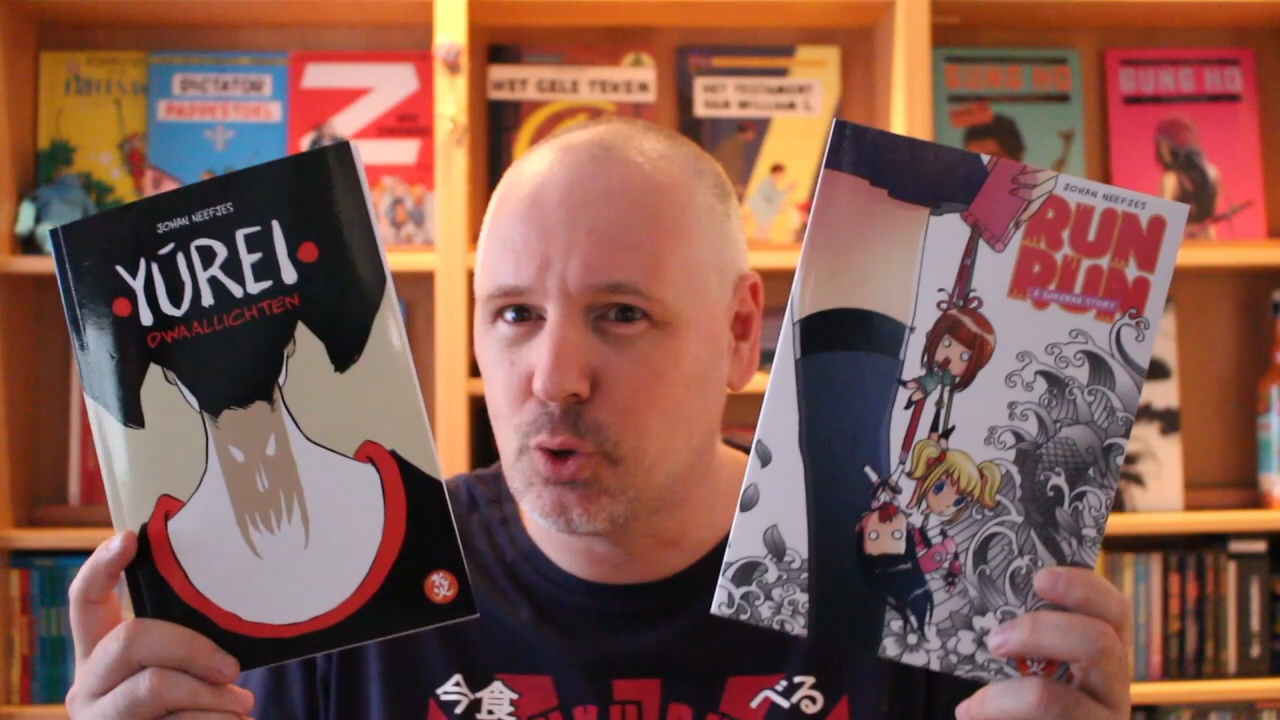 DICTATOR
PADDESTOEL
Z
HET GELE TEKEN
HET TESTAMENT
VAN WILLIAM S.
GUNG HO
GUNG HO
JOHAN NEEFJES
YŪREI
DWAALLICHTEN
JOHAN NEEFJES
RUN
RUN
A SUKEBAN STORY
今食
べる